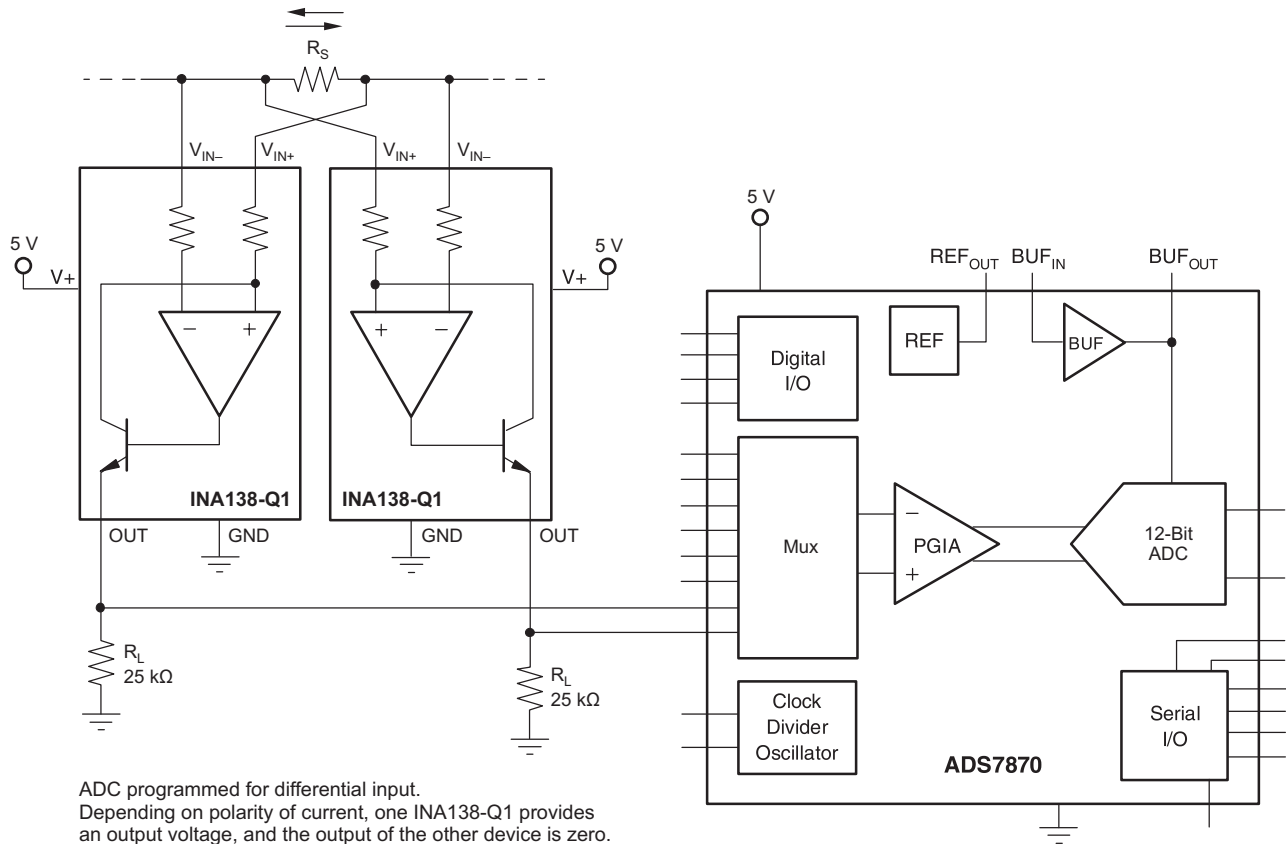 R_S
V_IN– V_IN+ V_IN+ V_IN–
5 V
V+
5 V
V+
– +
+ –
INA138-Q1
INA138-Q1
OUT
GND
GND
OUT
R_L
25 kΩ
R_L
25 kΩ
5 V
REF_OUT BUF_IN BUF_OUT
Digital
I/O
REF
BUF
Mux
–
PGIA
+
12-Bit
ADC
Clock
Divider
Oscillator
Serial
I/O
ADS7870
ADC programmed for differential input.
Depending on polarity of current, one INA138-Q1 provides
an output voltage, and the output of the other device is zero.